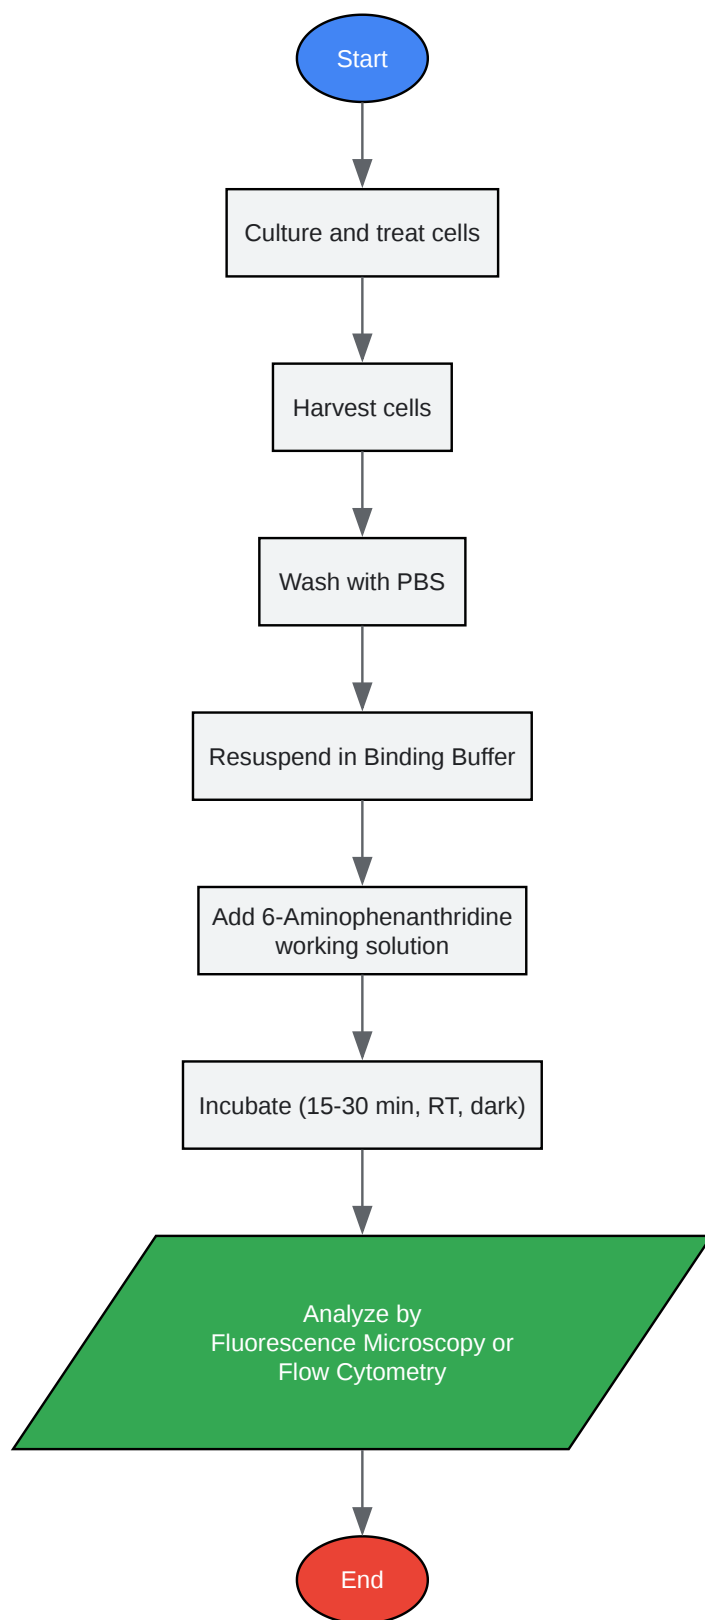 Start
Culture and treat cells
Harvest cells
Wash with PBS
Resuspend in Binding Buffer
Add 6-Aminophenanthridine
working solution
Incubate (15-30 min, RT, dark)
Analyze by
Fluorescence Microscopy or
Flow Cytometry
End